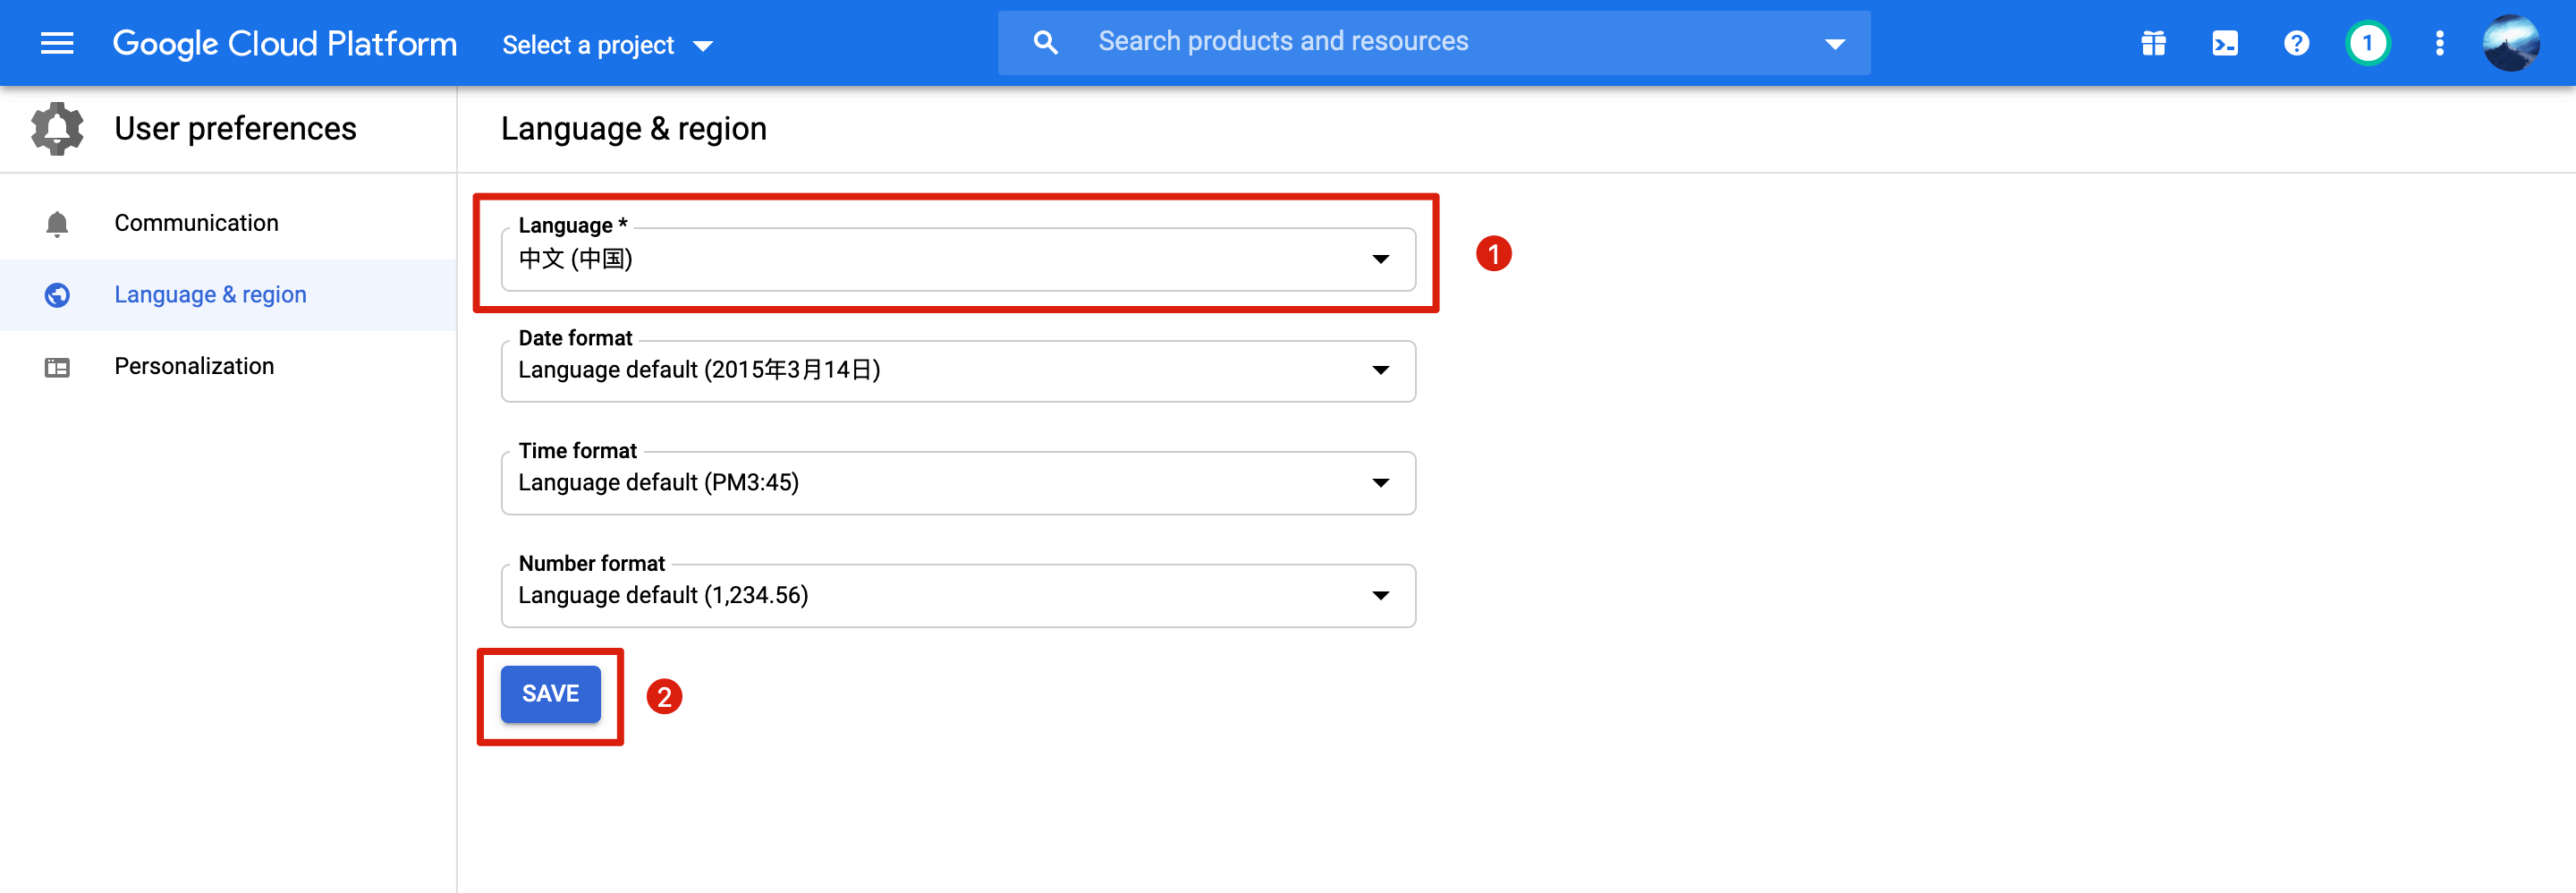 Google Cloud Platform
Select a project
Search products and resources
1
User preferences
Communication
Language & region
Personalization
Language & region
Language *
中文 (中国)
1
Date format
Language default (2015年3月14日)
Time format
Language default (PM3:45)
Number format
Language default (1,234.56)
SAVE
2